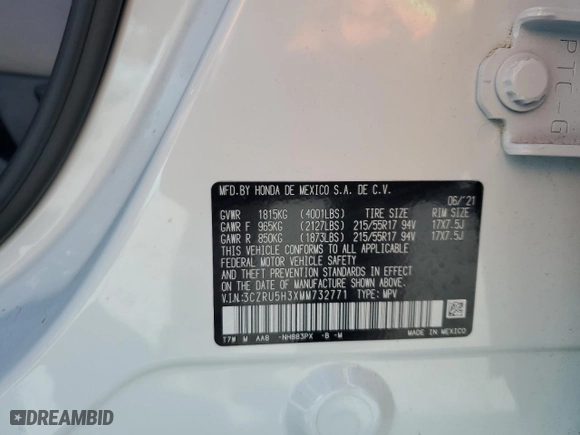 PTC-G
MFD.BY HONDA DE MEXICO S.A. DE C.V.
06/'21
GVWR 1815KG (4001LBS) TIRE SIZE RIM SIZE
GAWR F 965KG (2127LBS) 215/55R17 94V 17X7.5J
GAWR R 850KG (1873LBS) 215/55R17 94V 17X7.5J
THIS VEHICLE CONFORMS TO ALL APPLICABLE
FEDERAL MOTOR VEHICLE SAFETY
AND THEFT PREVENTION STANDARDS IN EFFECT
ON THE DATE OF MANUFACTURE SHOWN ABOVE.
V.I.N:3CZRU5H3XMM732771 TYPE: MPV
T7W M AA8 -NH883PX -B -M
MADE IN MEXICO
DREAMBID